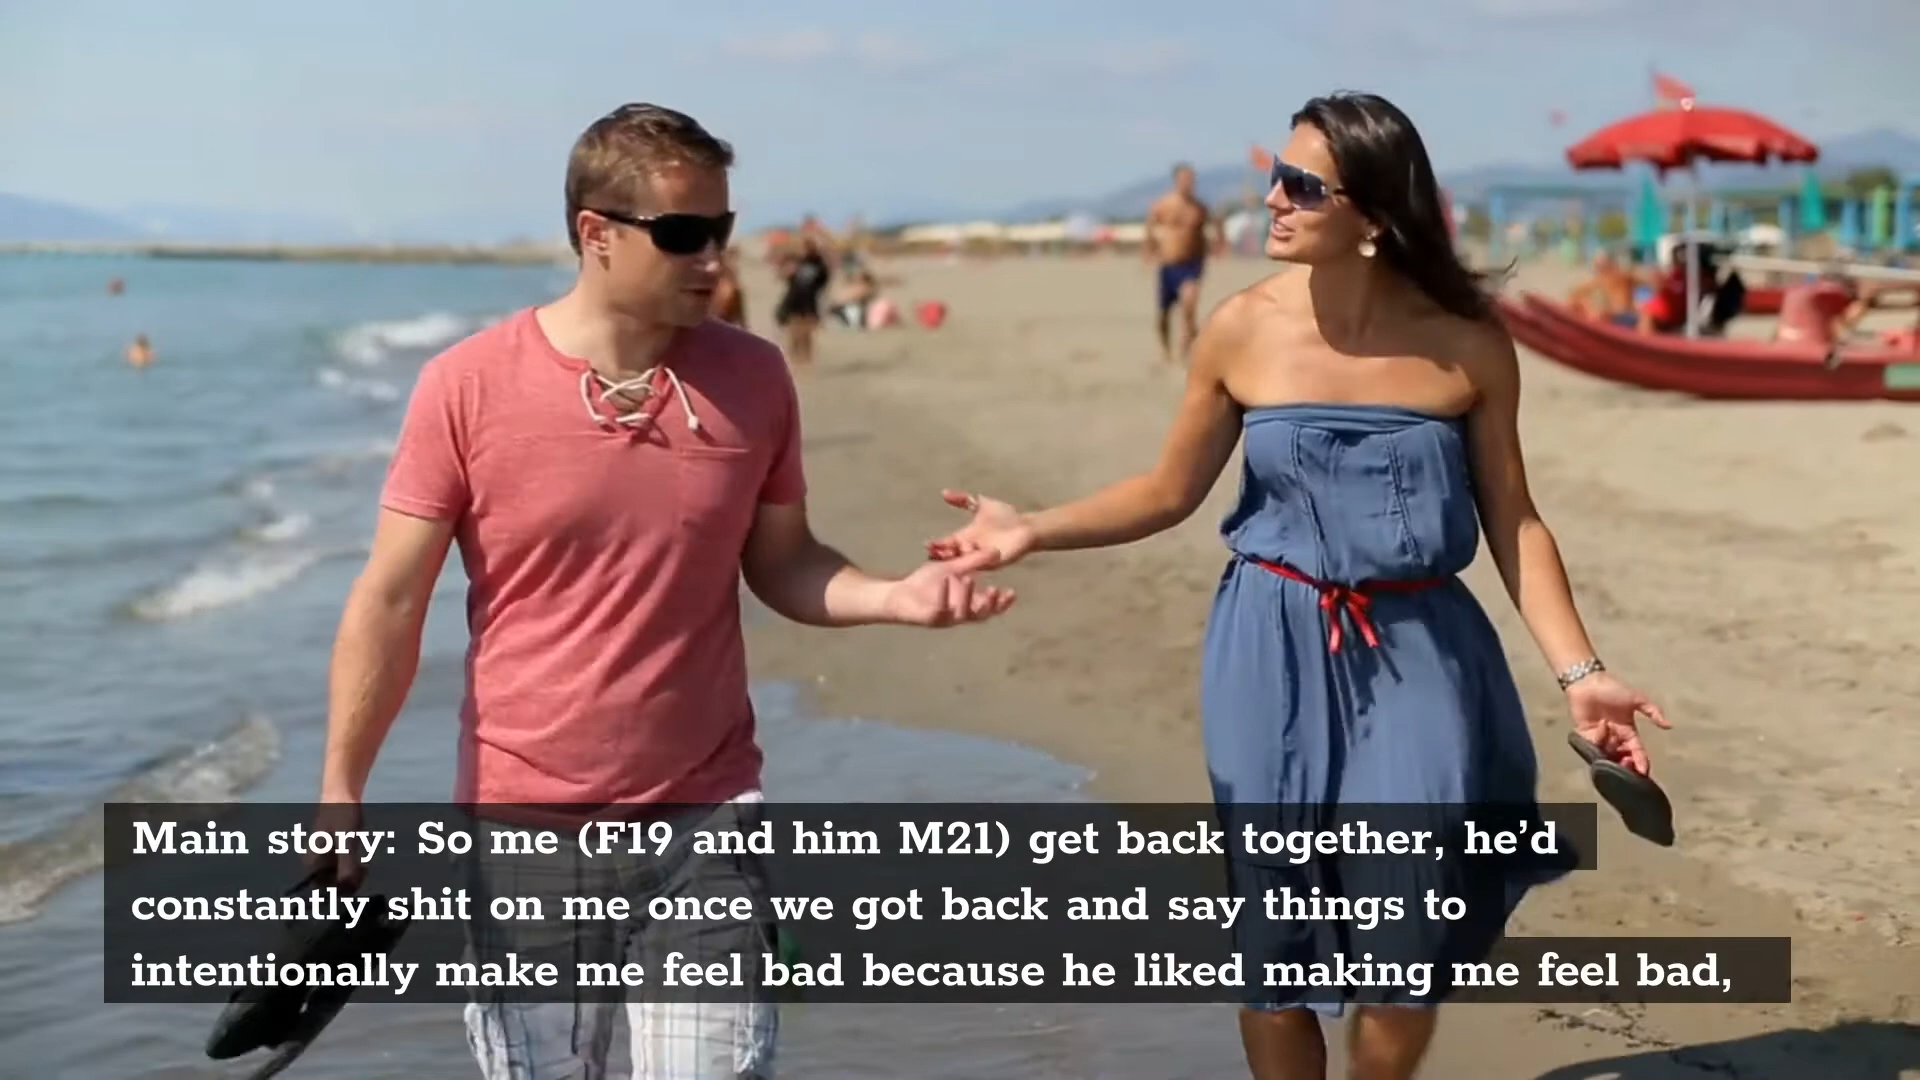 Main story: So me (F19 and him M21) get back together, he’d
constantly shit on me once we got back and say things to
intentionally make me feel bad because he liked making me feel bad,